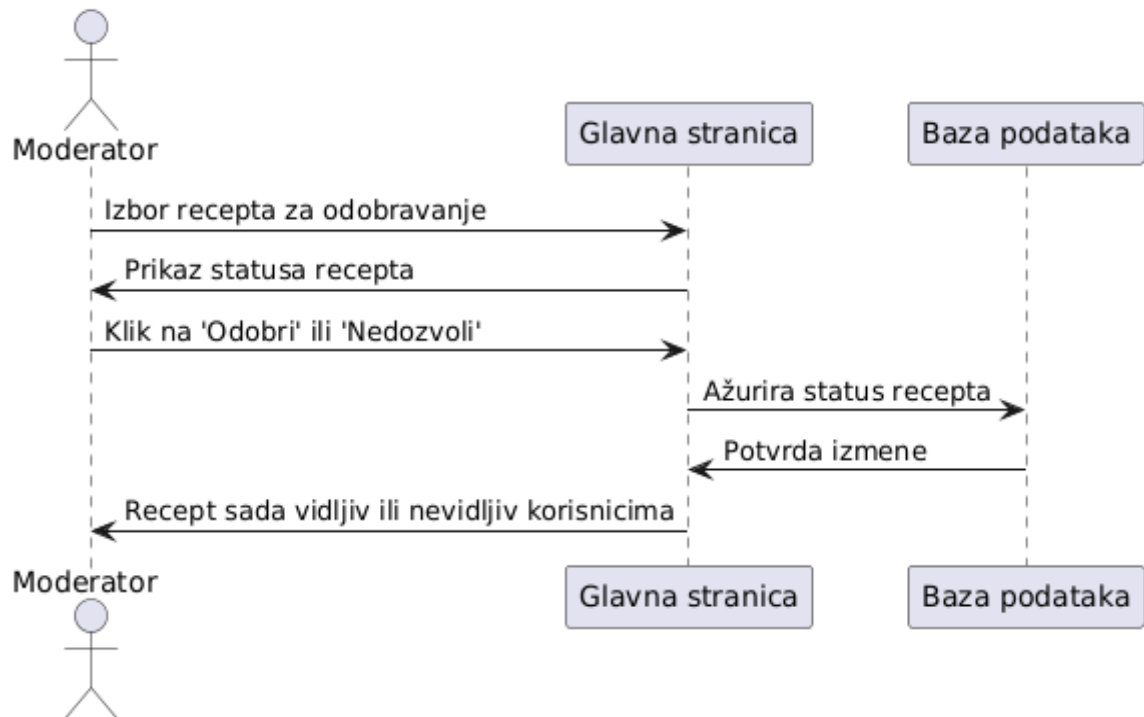 Moderator
Glavna stranica
Baza podataka
Izbor recepta za odobravanje
Prikaz statusa recepta
Klik na 'Odobri' ili 'Nedozvoli'
Ažurira status recepta
Potvrda izmene
Recept sada vidljiv ili nevidljiv korisnicima
Moderator
Glavna stranica
Baza podataka